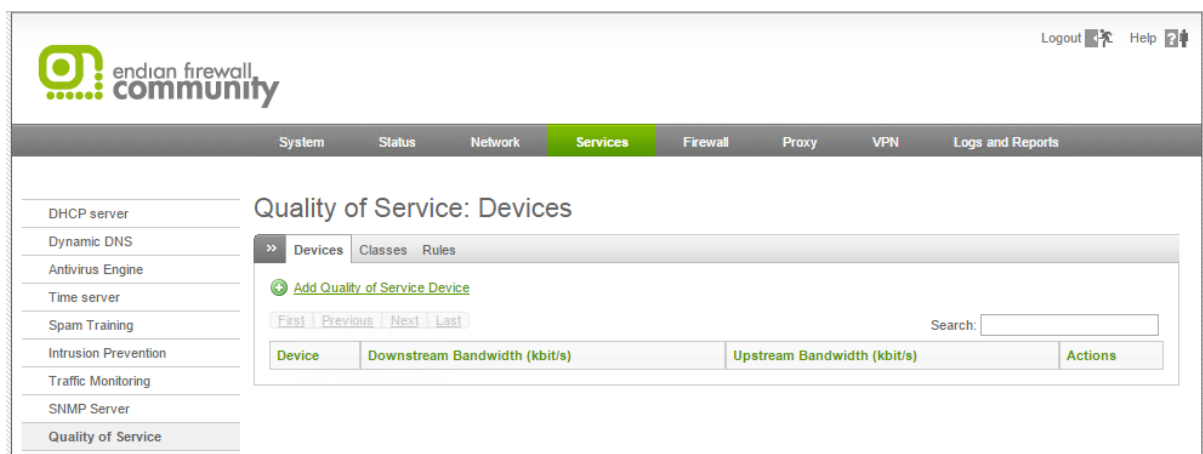 Logout Help
endian firewall
community
System Status Network Services Firewall Proxy VPN Logs and Reports
DHCP server
Dynamic DNS
Antivirus Engine
Time server
Spam Training
Intrusion Prevention
Traffic Monitoring
SNMP Server
Quality of Service
Quality of Service: Devices
» Devices Classes Rules
Add Quality of Service Device
First Previous Next Last
Search:
Device Downstream Bandwidth (kbit/s) Upstream Bandwidth (kbit/s) Actions